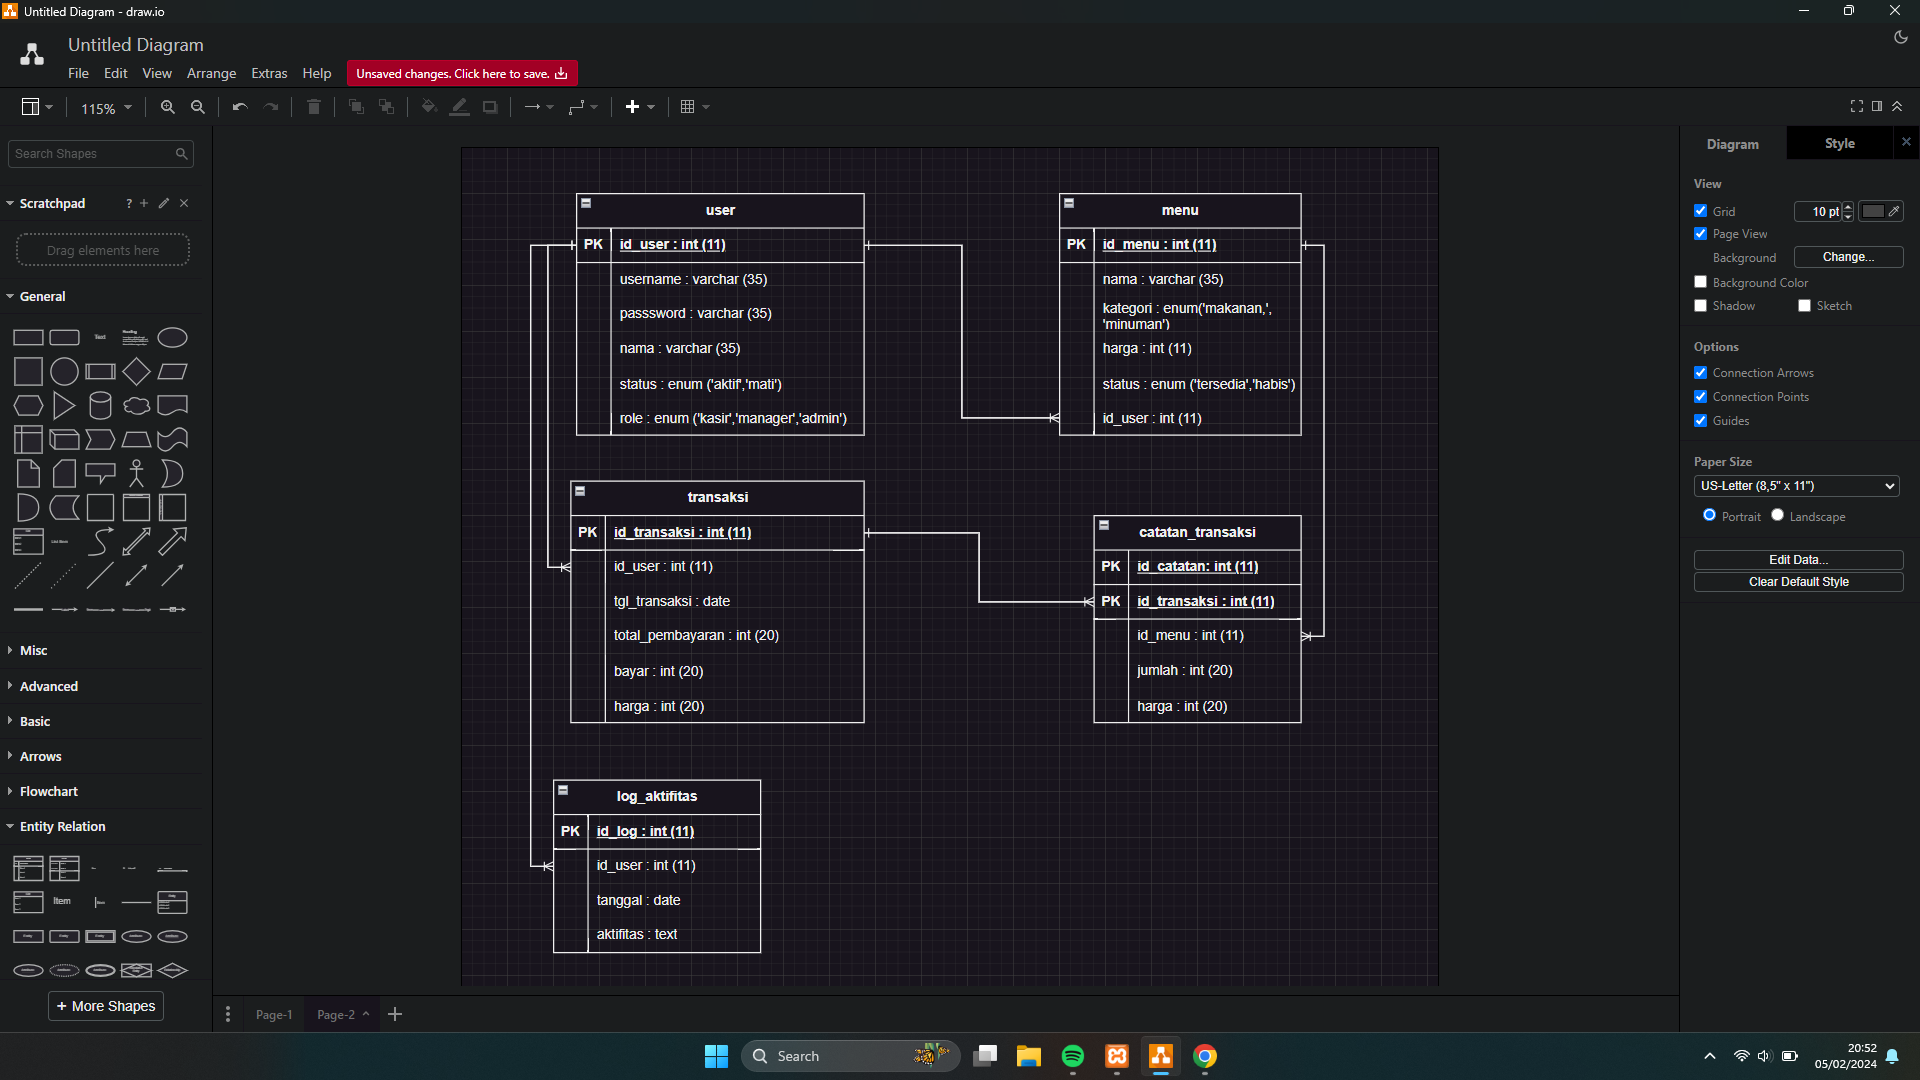 Untitled Diagram - draw.io
Untitled Diagram
File Edit View Arrange Extras Help Unsaved changes. Click here to save.
115%
Search Shapes
Scratchpad ?
Drag elements here
General
Text
Heading
List Item
Misc
Advanced
Basic
Arrows
Flowchart
Entity Relation
Item
+ More Shapes
user
PK id_user : int (11)
username : varchar (35)
passsword : varchar (35)
nama : varchar (35)
status : enum ('aktif','mati')
role : enum ('kasir','manager','admin')
menu
PK id_menu : int (11)
nama : varchar (35)
kategori : enum('makanan,',
'minuman')
harga : int (11)
status : enum ('tersedia','habis')
id_user : int (11)
transaksi
PK id_transaksi : int (11)
id_user : int (11)
tgl_transaksi : date
total_pembayaran : int (20)
bayar : int (20)
harga : int (20)
catatan_transaksi
PK id_catatan: int (11)
PK id_transaksi : int (11)
id_menu : int (11)
jumlah : int (20)
harga : int (20)
log_aktifitas
PK id_log : int (11)
id_user : int (11)
tanggal : date
aktifitas : text
Diagram Style
View
Grid 10 pt
Page View
Background Change...
Background Color
Shadow Sketch
Options
Connection Arrows
Connection Points
Guides
Paper Size
US-Letter (8,5" x 11")
Portrait Landscape
Edit Data...
Clear Default Style
Page-1 Page-2
Search
20:52
05/02/2024